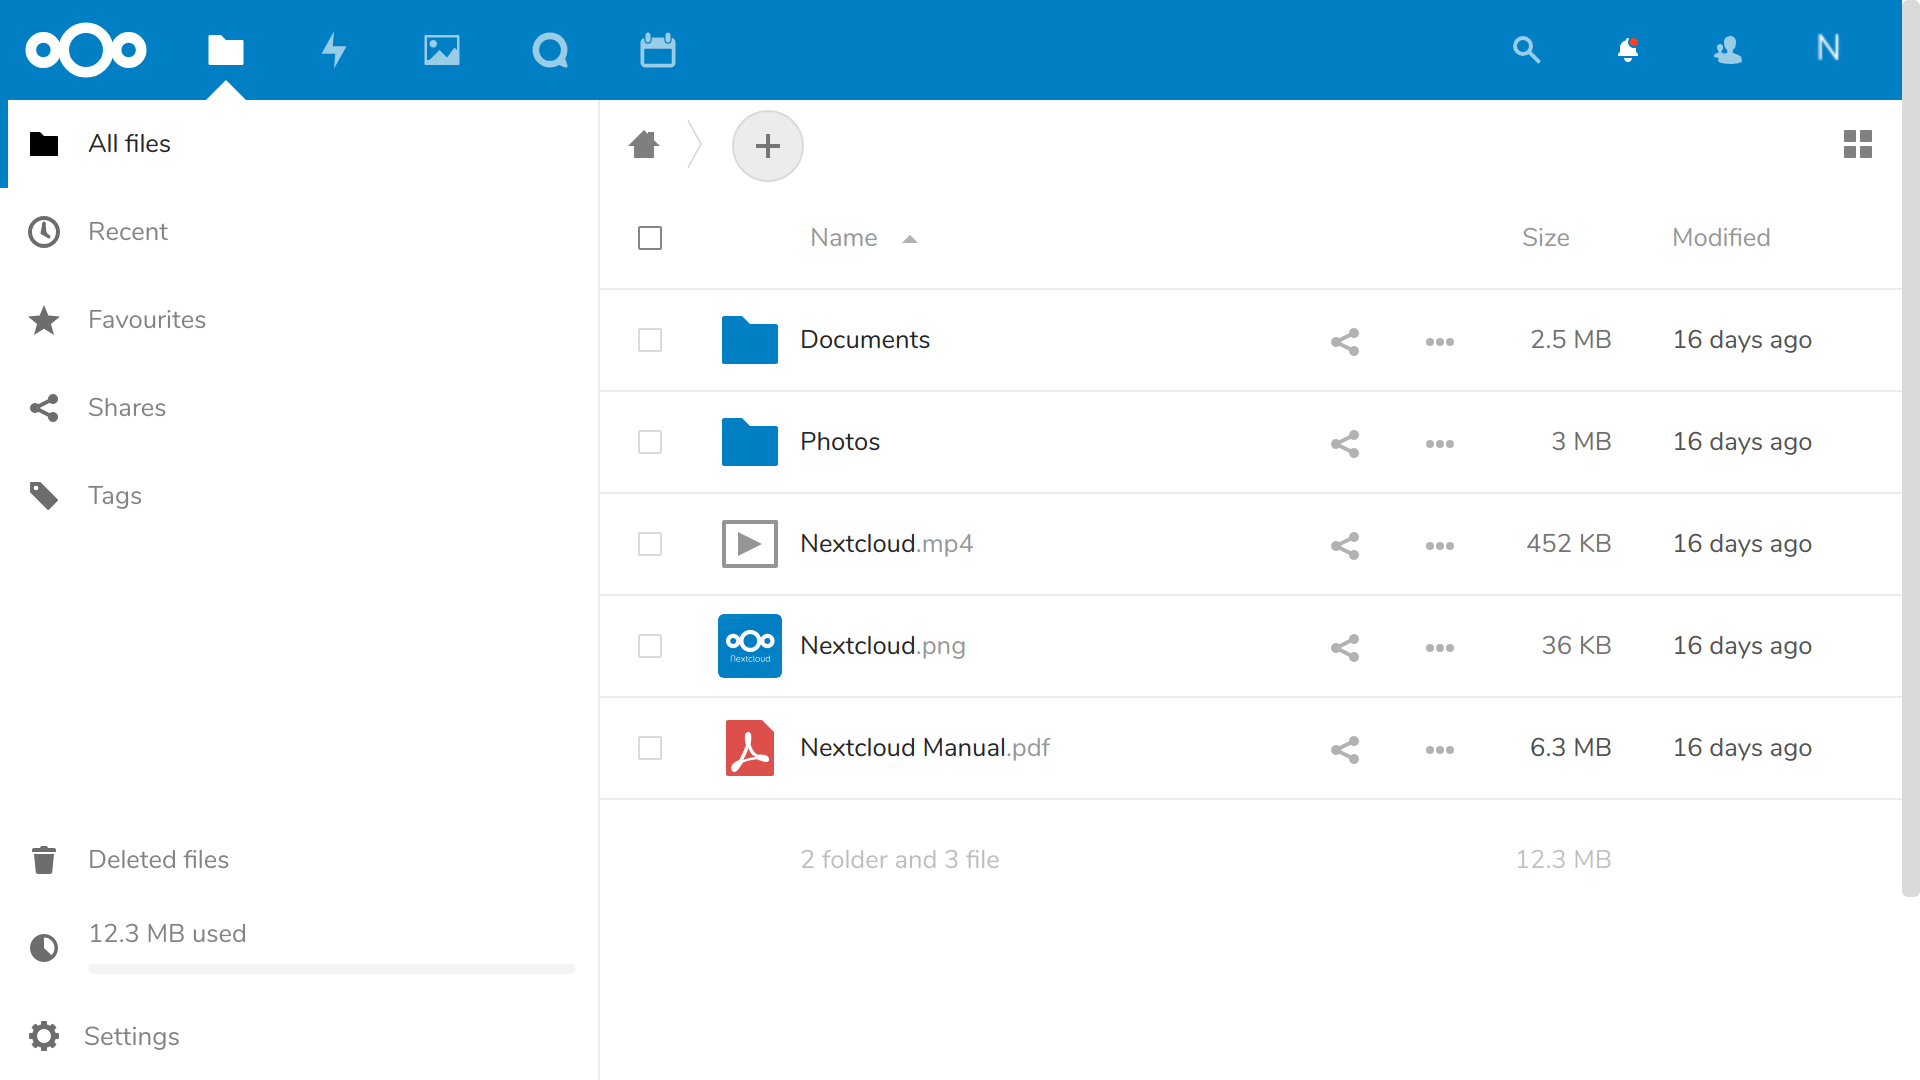 N
All files
Recent
Favourites
Shares
Tags
Deleted files
12.3 MB used
Settings
Name Size Modified
Documents 2.5 MB 16 days ago
Photos 3 MB 16 days ago
Nextcloud.mp4 452 KB 16 days ago
Nextcloud
Nextcloud.png 36 KB 16 days ago
Nextcloud Manual.pdf 6.3 MB 16 days ago
2 folder and 3 file 12.3 MB